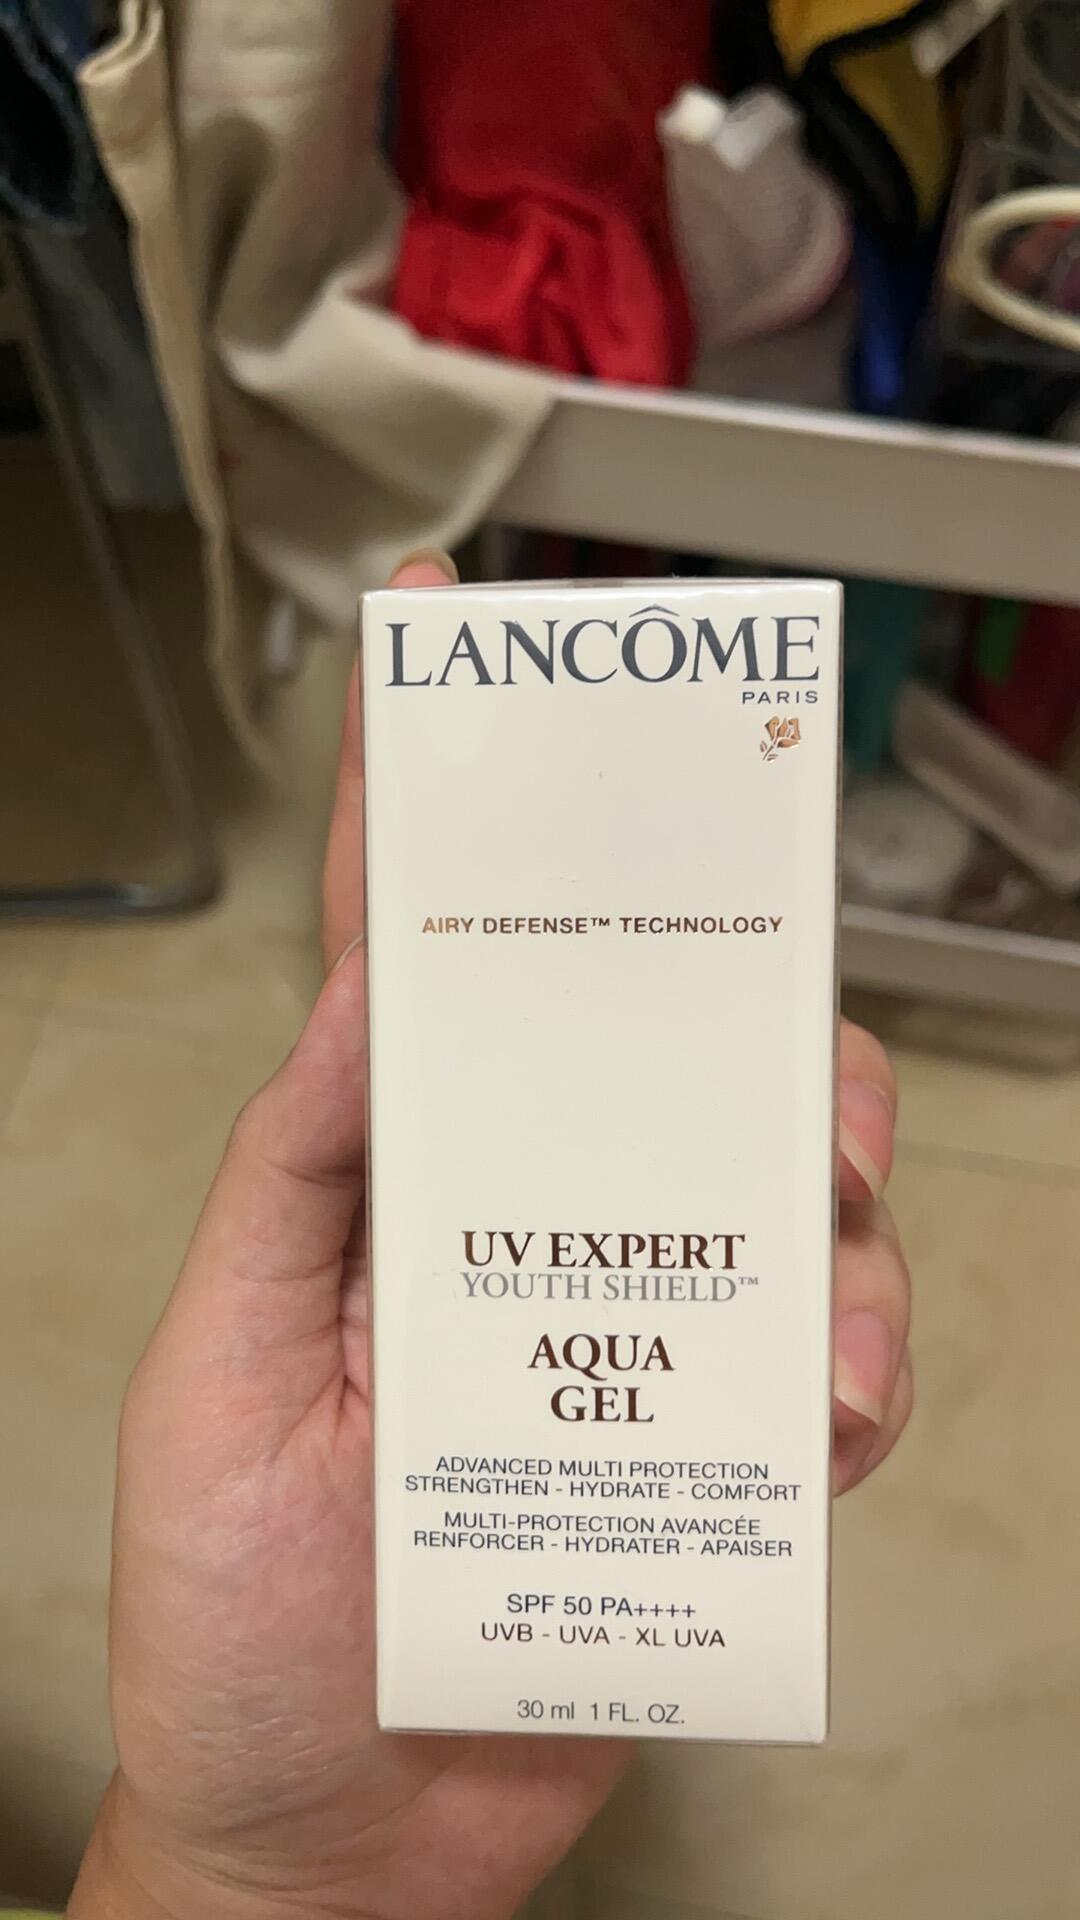 LANCÔME
PARIS
AIRY DEFENSE™ TECHNOLOGY
UV EXPERT
YOUTH SHIELD™
AQUA
GEL
ADVANCED MULTI PROTECTION
STRENGTHEN - HYDRATE - COMFORT
MULTI-PROTECTION AVANCÉE
RENFORCER - HYDRATER - APAISER
SPF 50 PA++++
UVB - UVA - XL UVA
30 ml 1 FL. OZ.